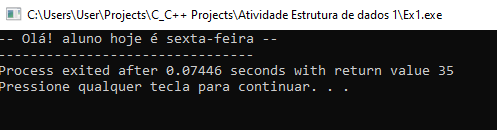 C:\Users\User\Projects\C_C++ Projects\Atividade Estrutura de dados 1\Ex1.exe
-- Olá! aluno hoje é sexta-feira --
--------------------------------
Process exited after 0.07446 seconds with return value 35
Pressione qualquer tecla para continuar. . .